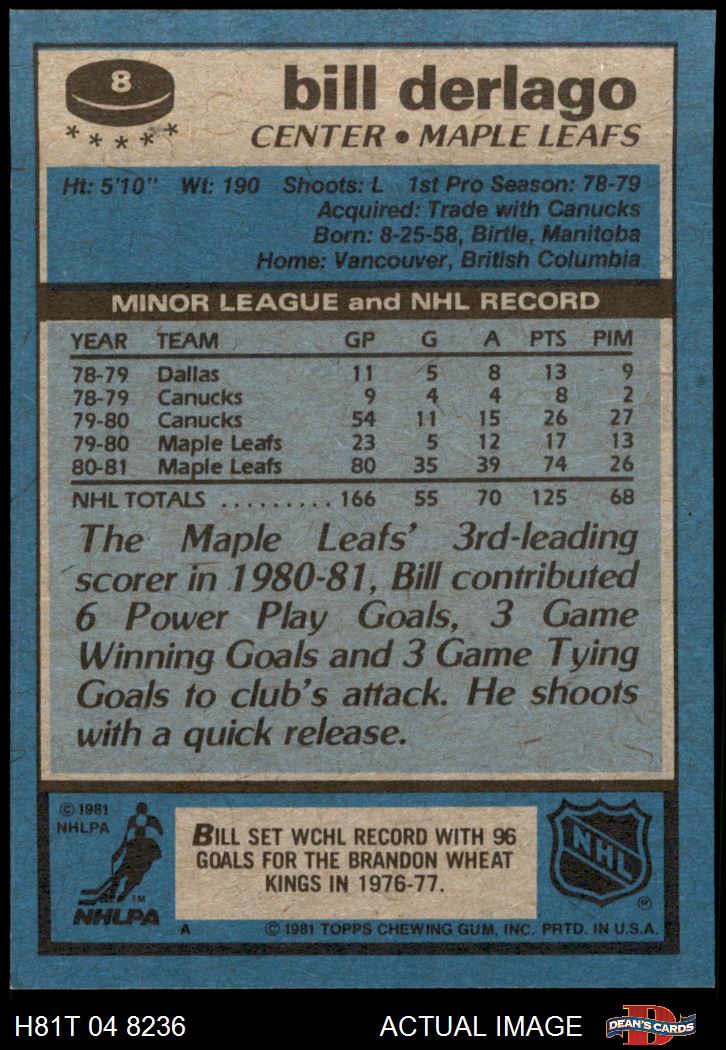 8
bill derlago
CENTER • MAPLE LEAFS
Ht: 5'10" Wt: 190 Shoots: L 1st Pro Season: 78-79
Acquired: Trade with Canucks
Born: 8-25-58, Birtle, Manitoba
Home: Vancouver, British Columbia
MINOR LEAGUE and NHL RECORD
YEAR TEAM GP G A PTS PIM
78-79 Dallas 11 5 8 13 9
78-79 Canucks 9 4 4 8 2
79-80 Canucks 54 11 15 26 27
79-80 Maple Leafs 23 5 12 17 13
80-81 Maple Leafs 80 35 39 74 26
NHL TOTALS .......... 166 55 70 125 68
The Maple Leafs' 3rd-leading
scorer in 1980-81, Bill contributed
6 Power Play Goals, 3 Game
Winning Goals and 3 Game Tying
Goals to club's attack. He shoots
with a quick release.
© 1981
NHLPA
TM
NHLPA
BILL SET WCHL RECORD WITH 96
GOALS FOR THE BRANDON WHEAT
KINGS IN 1976-77.
NHL
®
A © 1981 TOPPS CHEWING GUM, INC. PRTD. IN U.S.A.
H81T 04 8236 ACTUAL IMAGE
D
DEAN'S CARDS